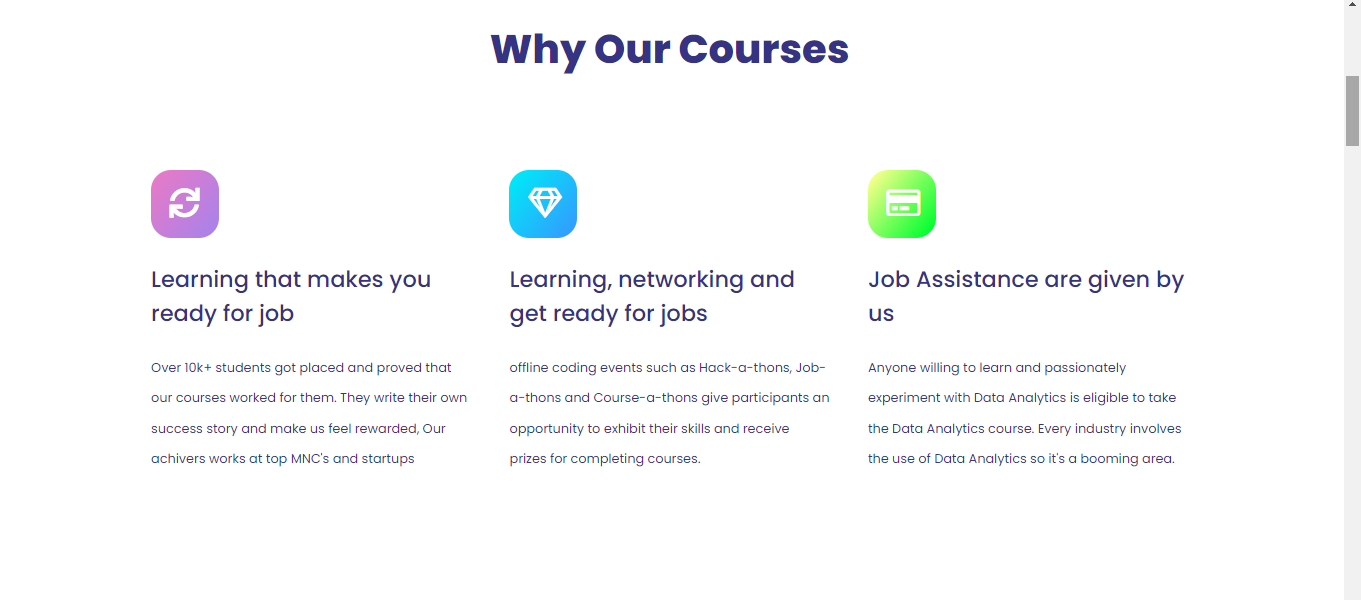 Why Our Courses
Learning that makes you
ready for job
Over 10k+ students got placed and proved that
our courses worked for them. They write their own
success story and make us feel rewarded, Our
achivers works at top MNC's and startups
Learning, networking and
get ready for jobs
offline coding events such as Hack-a-thons, Job-
a-thons and Course-a-thons give participants an
opportunity to exhibit their skills and receive
prizes for completing courses.
Job Assistance are given by
us
Anyone willing to learn and passionately
experiment with Data Analytics is eligible to take
the Data Analytics course. Every industry involves
the use of Data Analytics so it's a booming area.